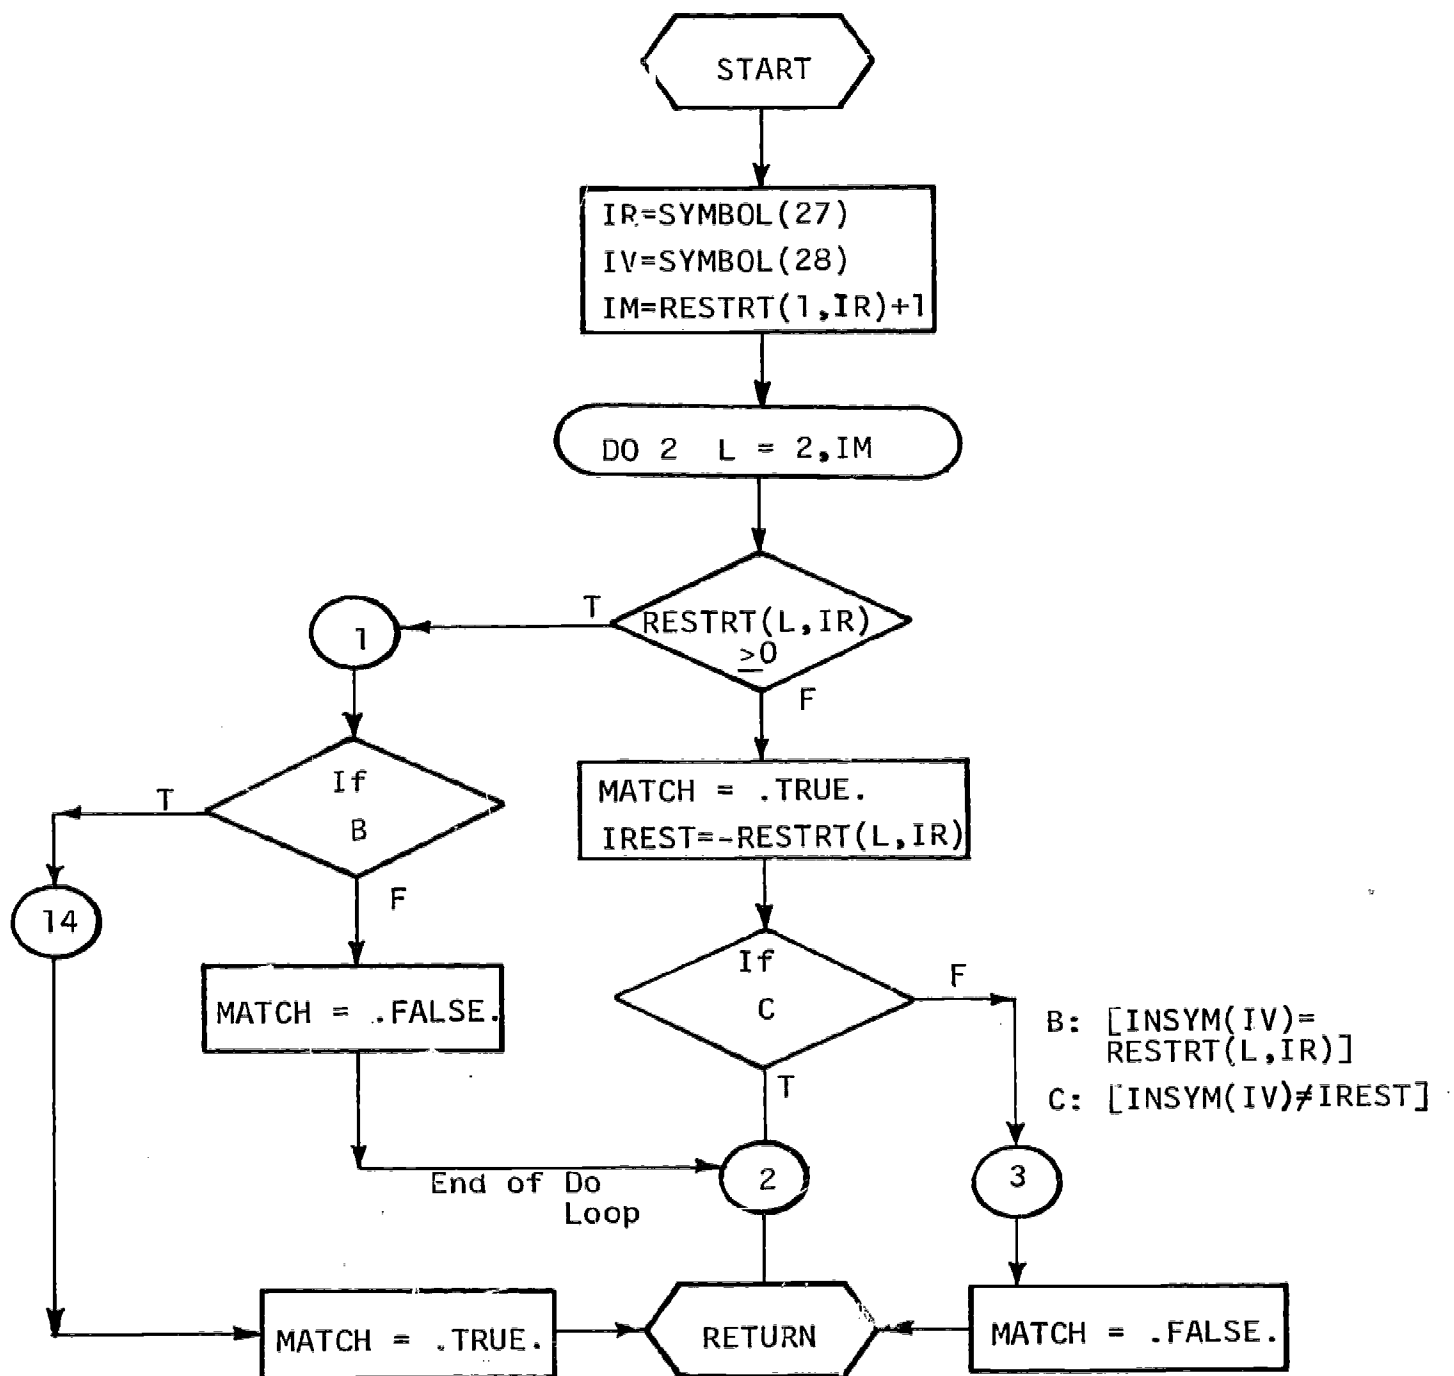 START
IR=SYMBOL(27)
IV=SYMBOL(28)
IM=RESTRT(1,IR)+1
DO 2 L = 2,IM
T
RESTRT(L,IR)
≥0
F
1
If
B
T
F
MATCH = .TRUE.
IREST=-RESTRT(L,IR)
14
MATCH = .FALSE.
If
C
F
T
B: [INSYM(IV)=
RESTRT(L,IR)]
C: [INSYM(IV)≠IREST]
End of Do
Loop
2
3
MATCH = .TRUE.
RETURN
MATCH = .FALSE.